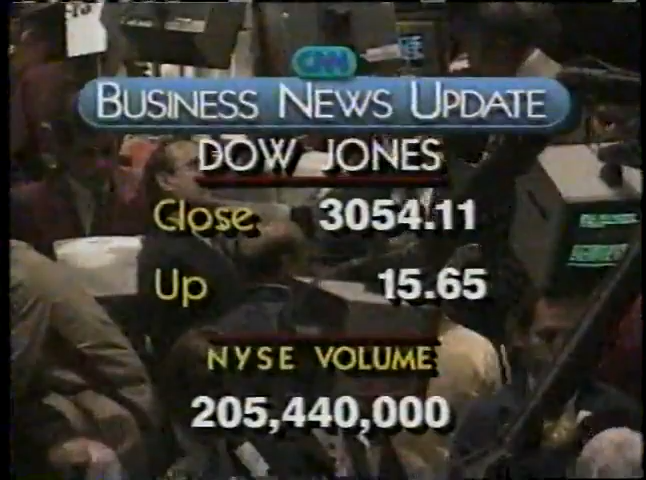 CNN
BUSINESS NEWS UPDATE
DOW JONES
Close 3054.11
Up 15.65
NYSE VOLUME
205,440,000